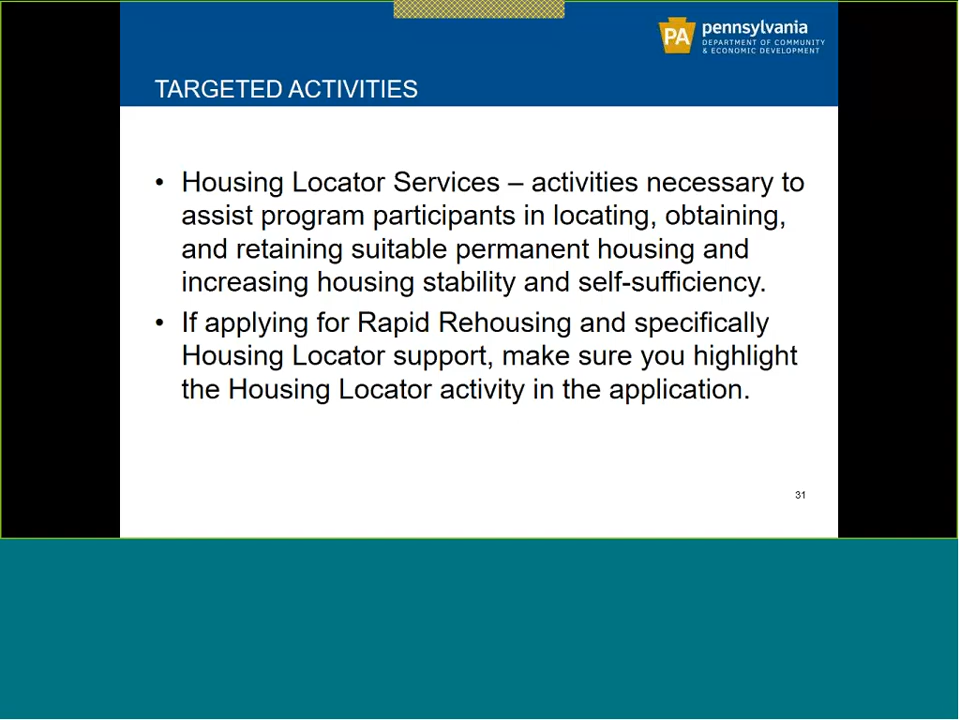 PA pennsylvania
DEPARTMENT OF COMMUNITY
& ECONOMIC DEVELOPMENT
TARGETED ACTIVITIES
• Housing Locator Services – activities necessary to
assist program participants in locating, obtaining,
and retaining suitable permanent housing and
increasing housing stability and self-sufficiency.
• If applying for Rapid Rehousing and specifically
Housing Locator support, make sure you highlight
the Housing Locator activity in the application.
31